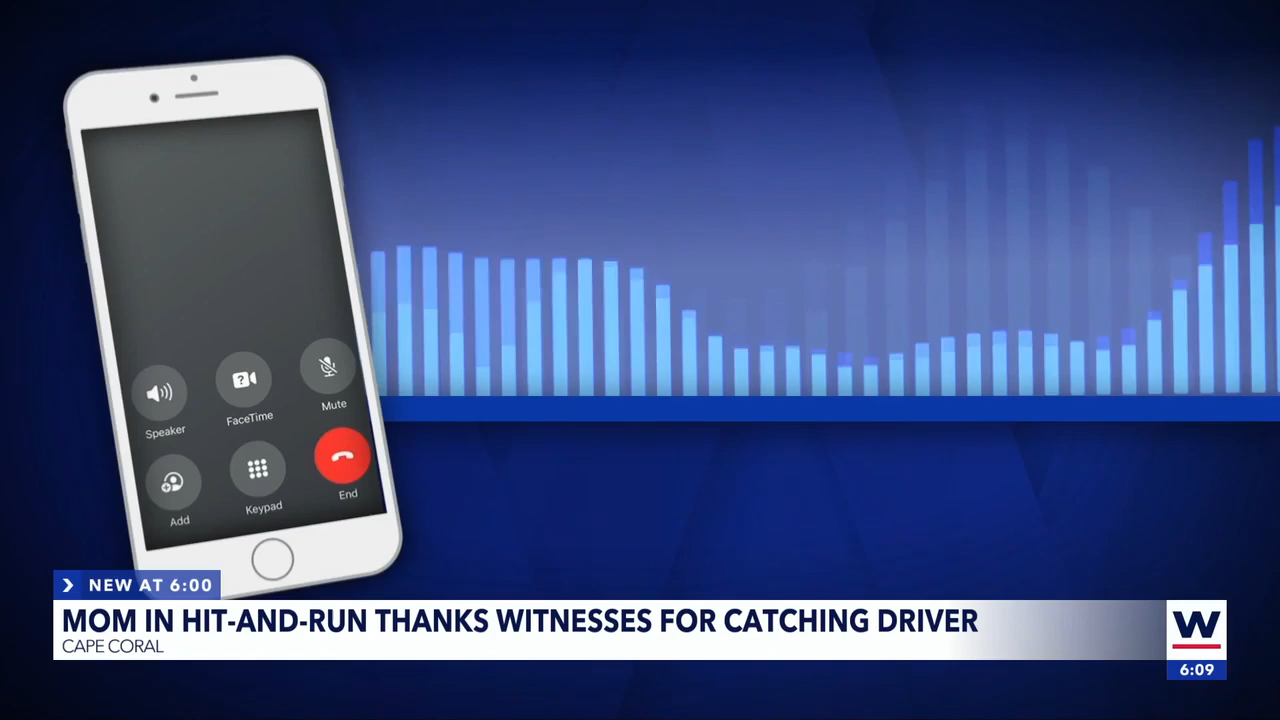 Speaker
FaceTime
Mute
Add
Keypad
End
NEW AT 6:00
MOM IN HIT-AND-RUN THANKS WITNESSES FOR CATCHING DRIVER
CAPE CORAL
W
6:09